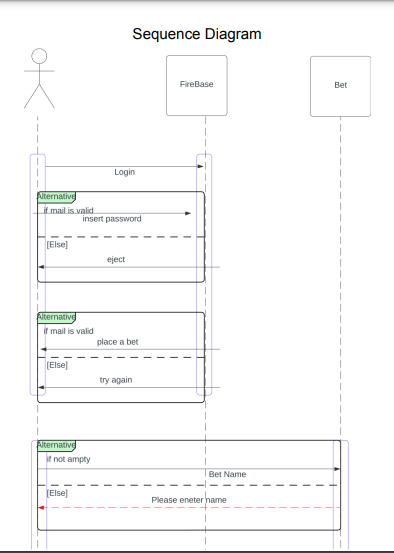 Sequence Diagram
FireBase
Bet
Login
Alternative
if mail is valid
insert password
[Else]
eject
Alternative
if mail is valid
place a bet
[Else]
try again
Alternative
if not ampty
Bet Name
[Else]
Please eneter name